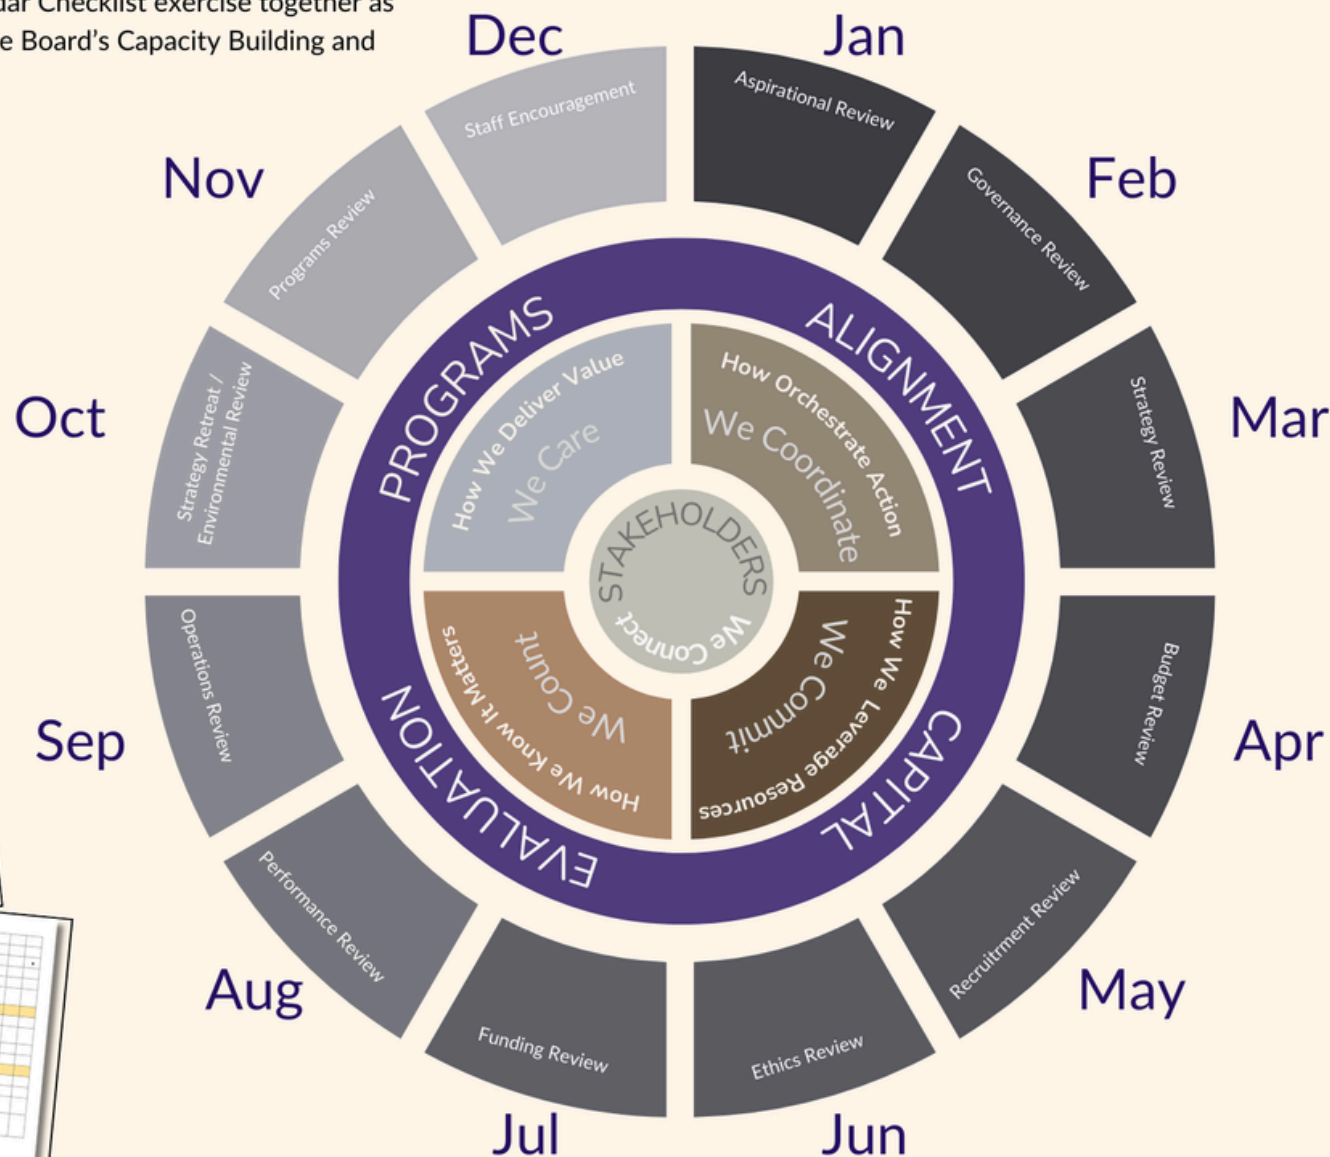 dar Checklist exercise together as
e Board's Capacity Building and
Jan
Aspirational Review
Feb
Governance Review
Mar
Strategy Review
Apr
Budget Review
May
Recruitrment Review
Jun
Ethics Review
Jul
Funding Review
Aug
Performance Review
Sep
Operations Review
Oct
Strategy Retreat /
Environmental Review
Nov
Programs Review
Dec
Staff Encouragement
ALIGNMENT
How Orchestrate Action
We Coordinate
CAPITAL
How We Leverage Resources
We Commit
EVALUATION
How We Know It Matters
We Count
PROGRAMS
How We Deliver Value
We Care
STAKEHOLDERS
We Connect